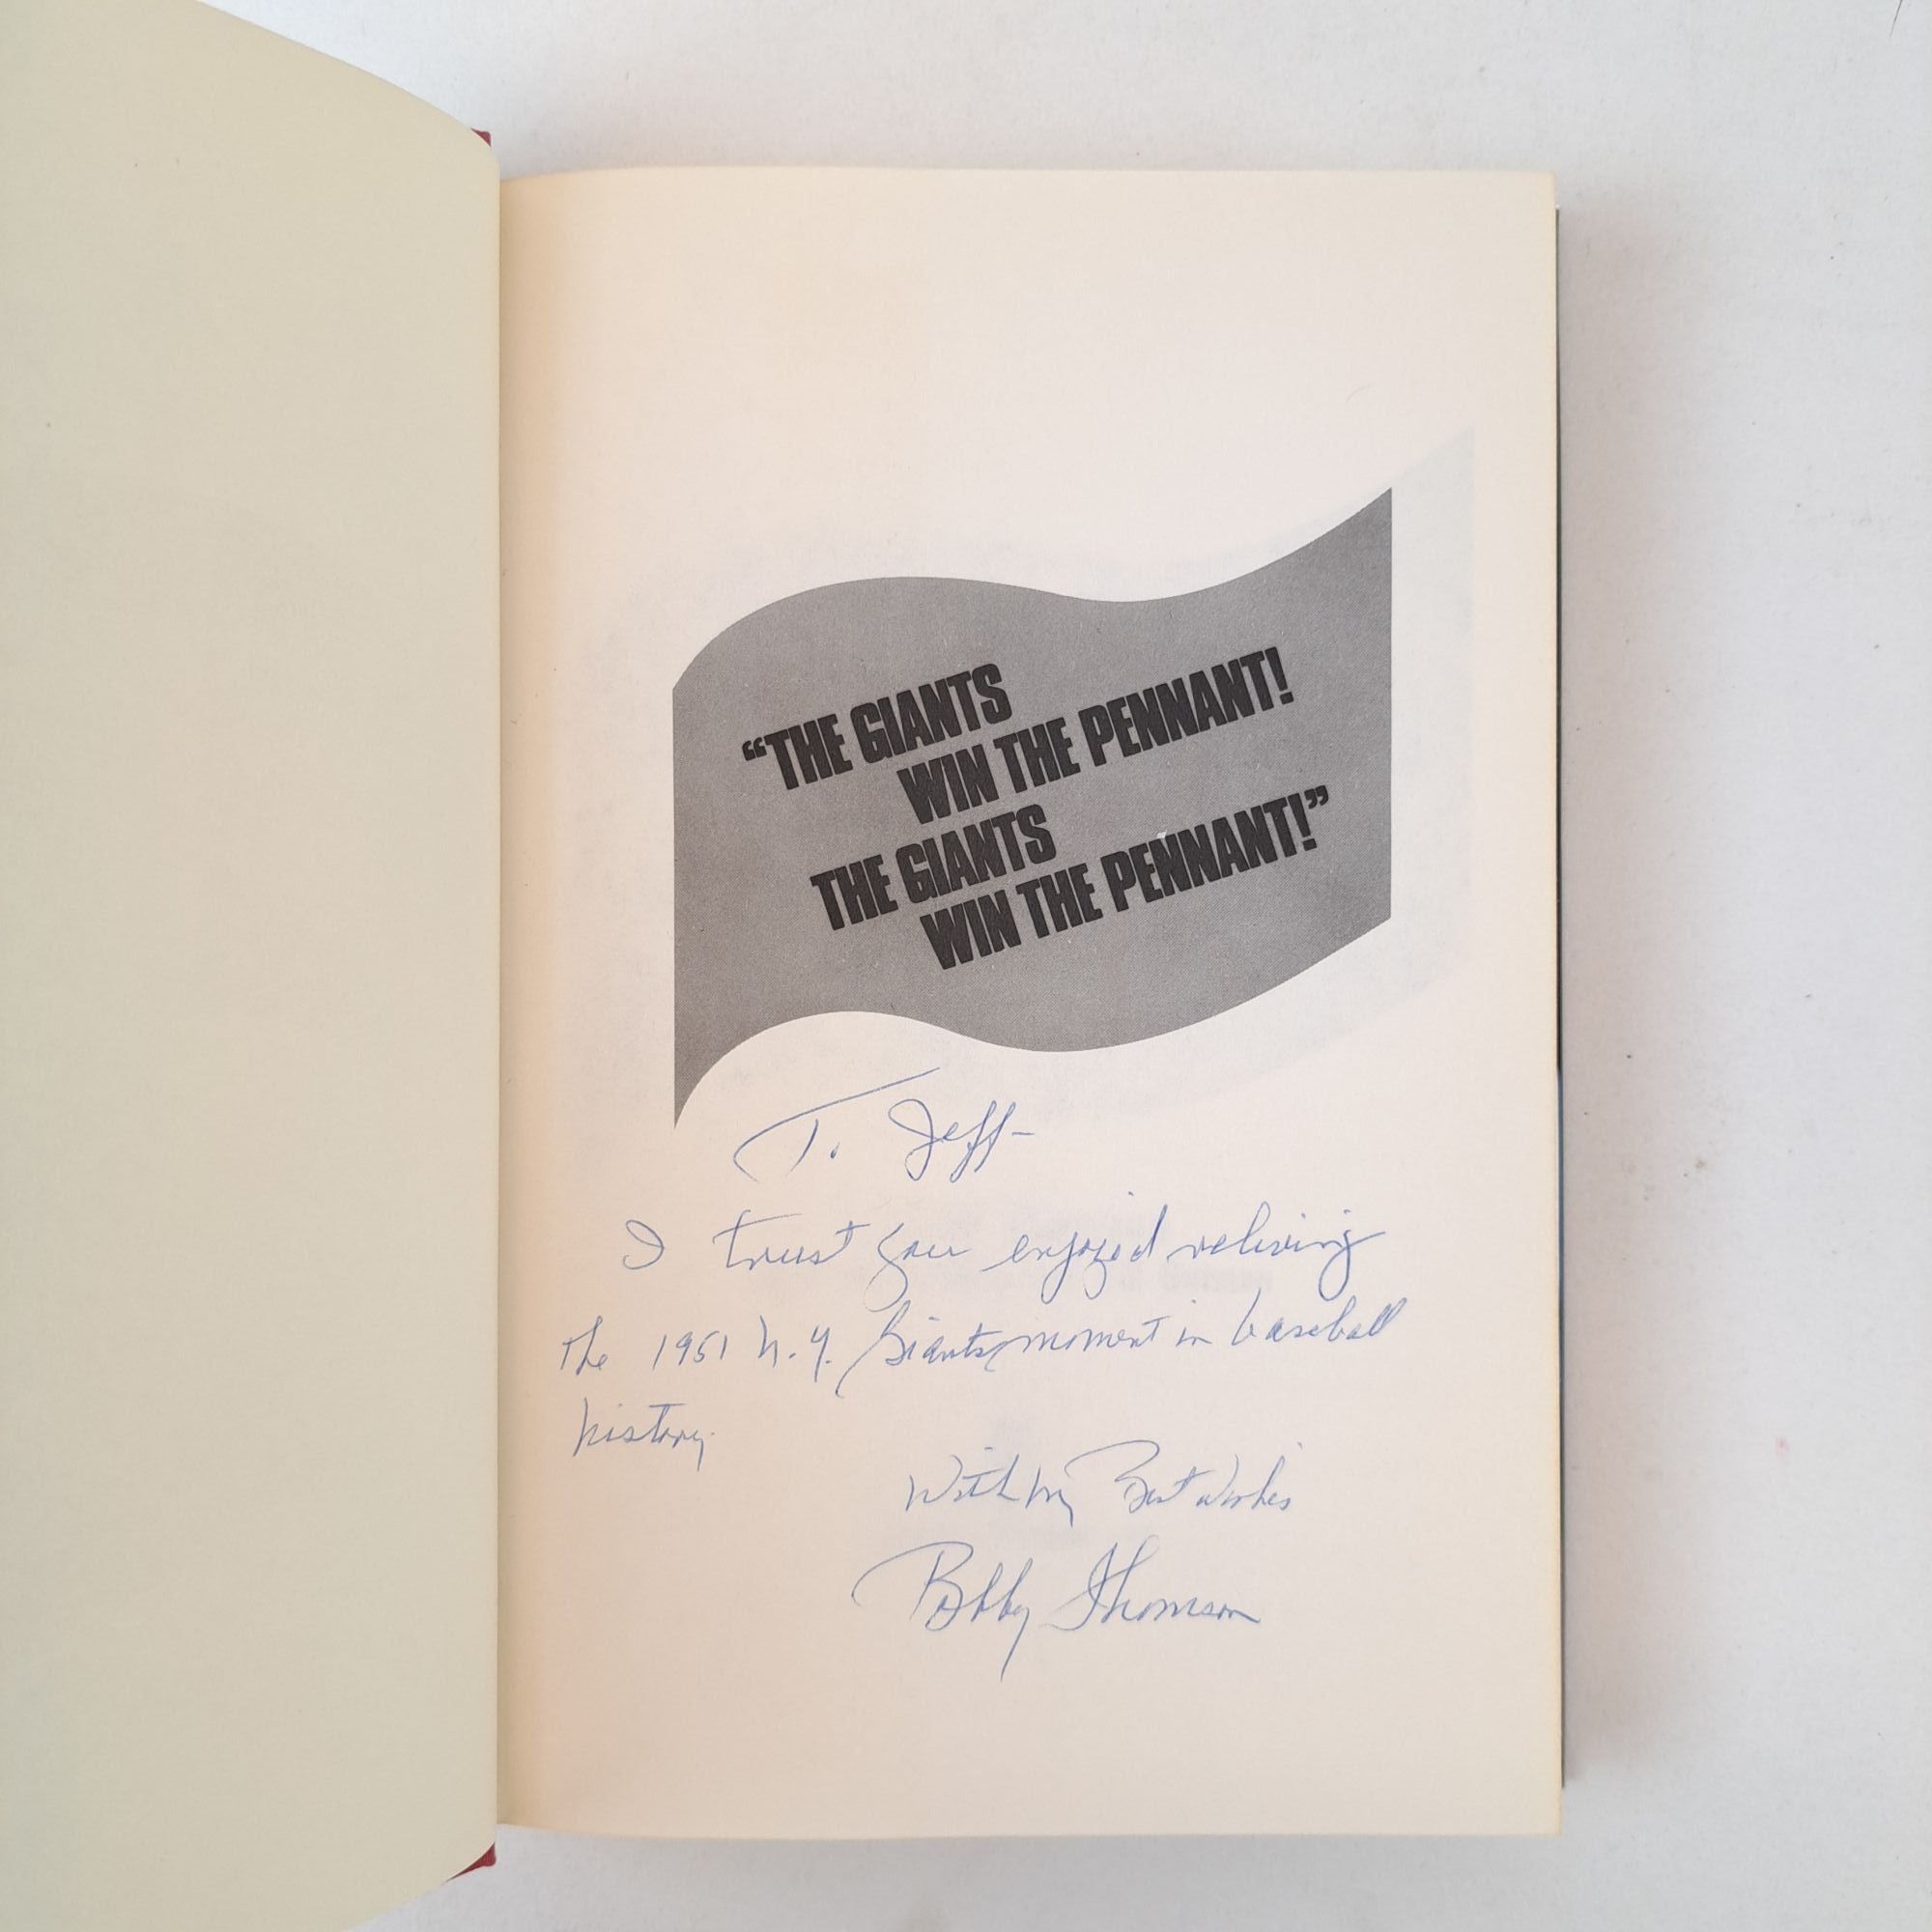 “THE GIANTS
WIN THE PENNANT!
THE GIANTS
WIN THE PENNANT!”
To Jeff-
I trust you enjoyed reliving
the 1951 N.Y. Giants moment in baseball
history.
With my Best Wishes
Bobby Thomson